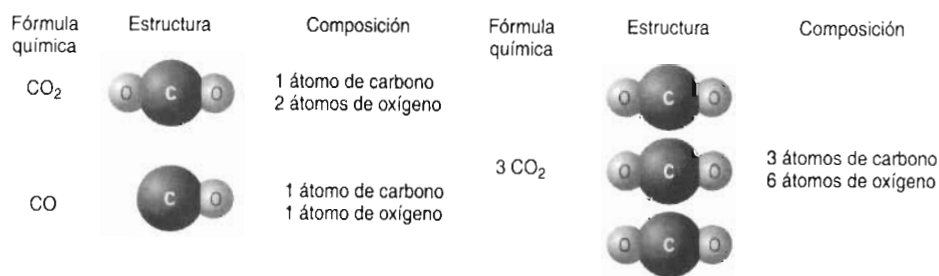 Fórmula química
Estructura
Composición
CO₂
O C O
1 átomo de carbono
2 átomos de oxígeno
CO
C O
1 átomo de carbono
1 átomo de oxígeno
Fórmula química
Estructura
Composición
3 CO₂
O C O
O C O
O C O
3 átomos de carbono
6 átomos de oxígeno